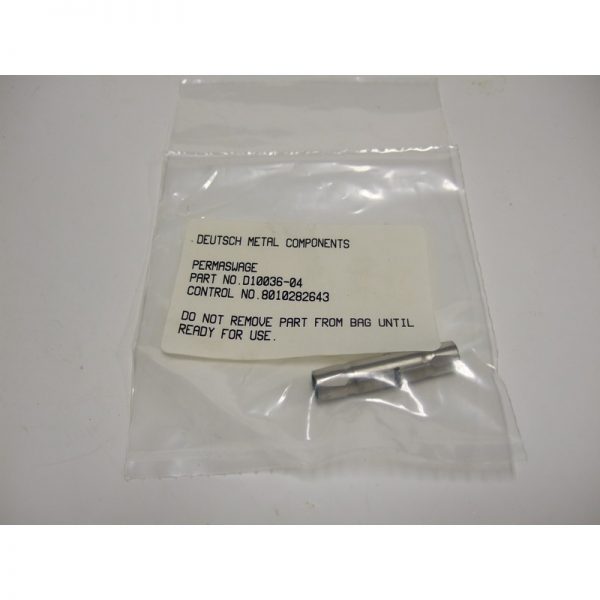 DEUTSCH METAL COMPONENTS
PERMASWAGE
PART NO.D10036-04
CONTROL NO.8010282643
DO NOT REMOVE PART FROM BAG UNTIL
READY FOR USE.